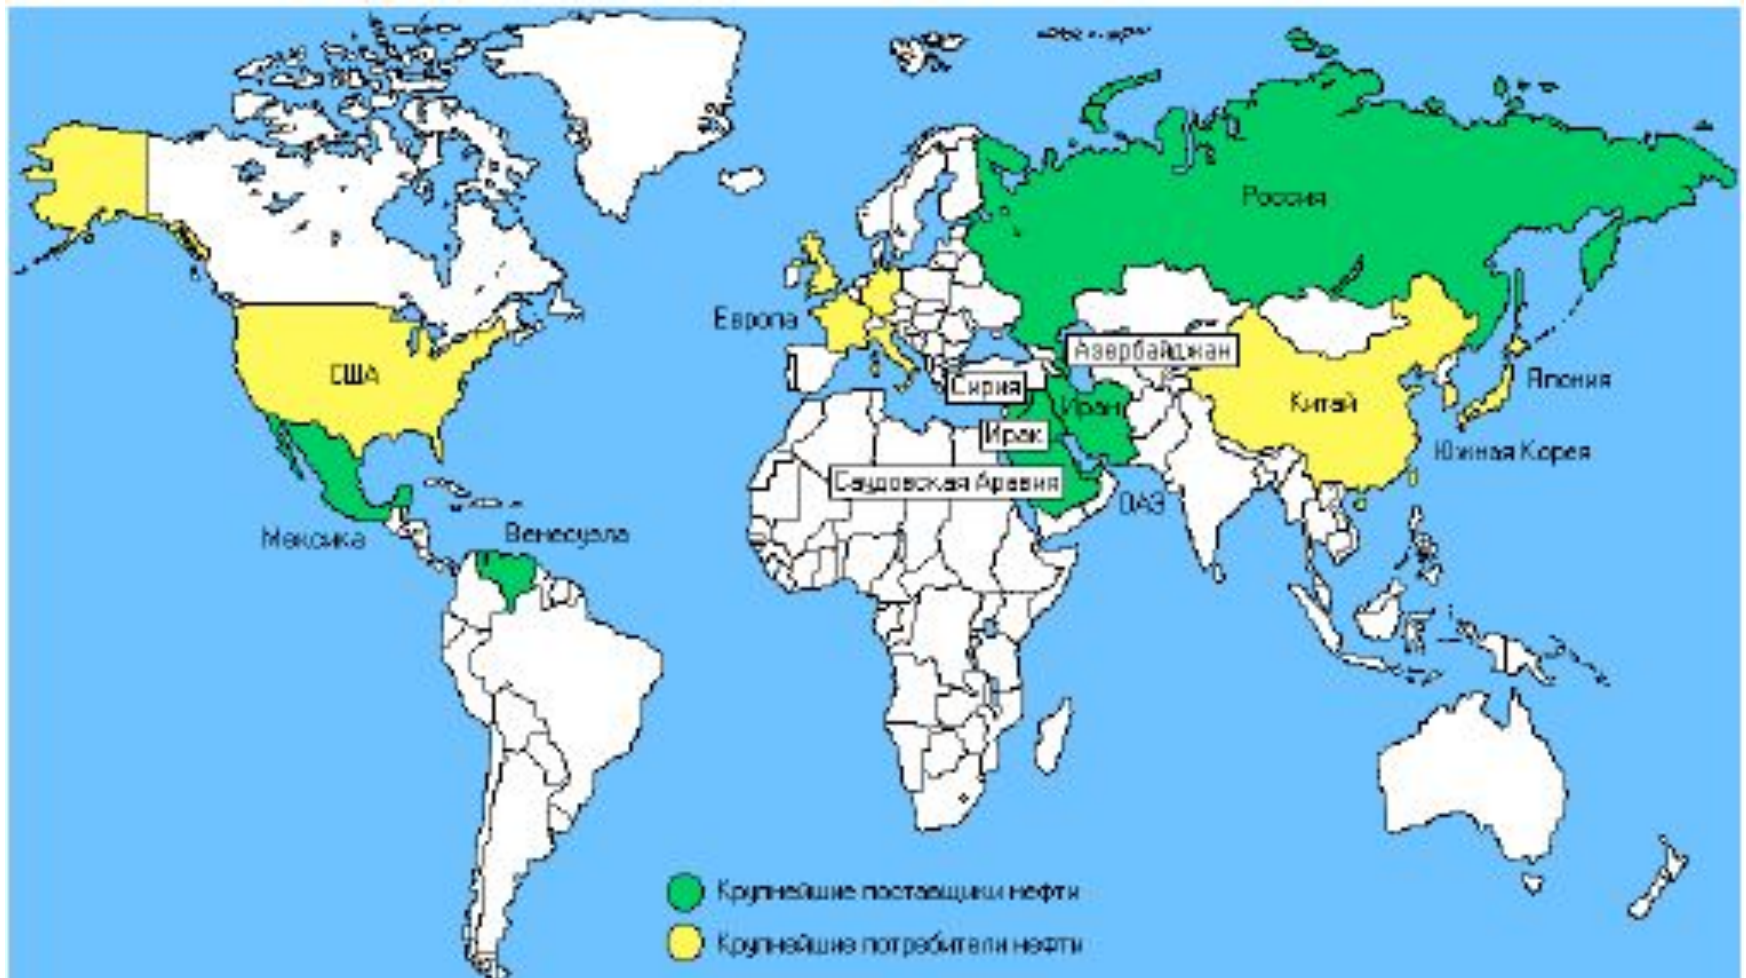 Россия
Европа
Азербайджан
США
Сирия
Иран
Япония
Китай
Ирак
Южная Корея
Саудовская Аравия
ОАЭ
Мексика
Венесуэла
Крупнейшие поставщики нефти
Крупнейшие потребители нефти